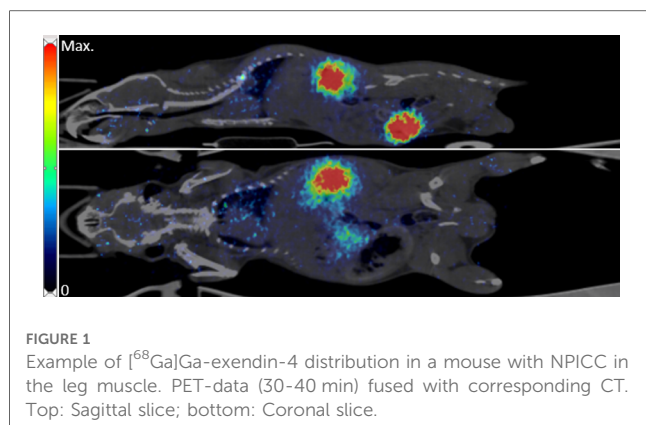 Max.
0
FIGURE 1
Example of [⁶⁸Ga]Ga-exendin-4 distribution in a mouse with NPICC in
the leg muscle. PET-data (30-40 min) fused with corresponding CT.
Top: Sagittal slice; bottom: Coronal slice.